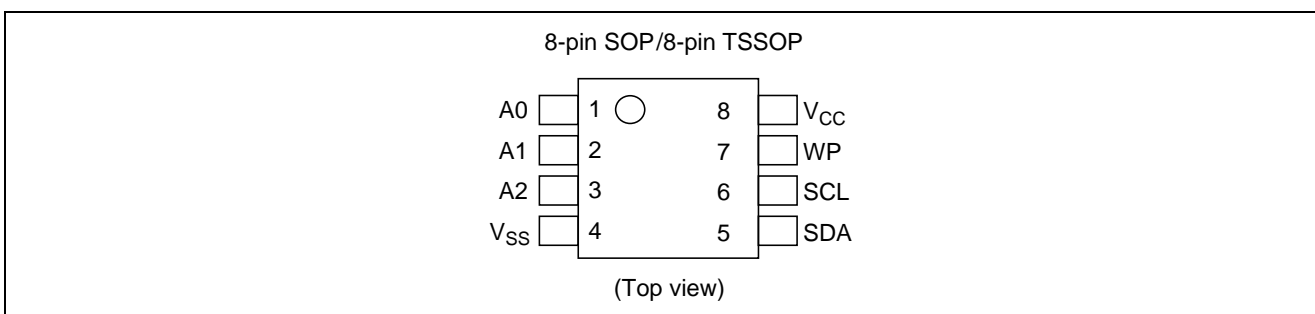 8-pin SOP/8-pin TSSOP
A0 1 8 VCC
A1 2 7 WP
A2 3 6 SCL
VSS 4 5 SDA
(Top view)